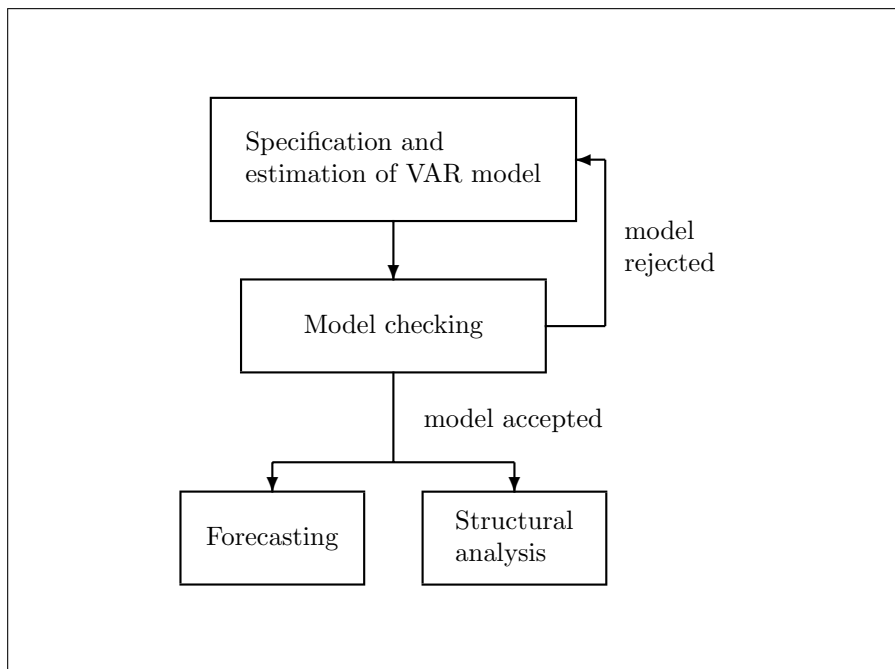 Specification and
estimation of VAR model
model
rejected
Model checking
model accepted
Forecasting
Structural
analysis